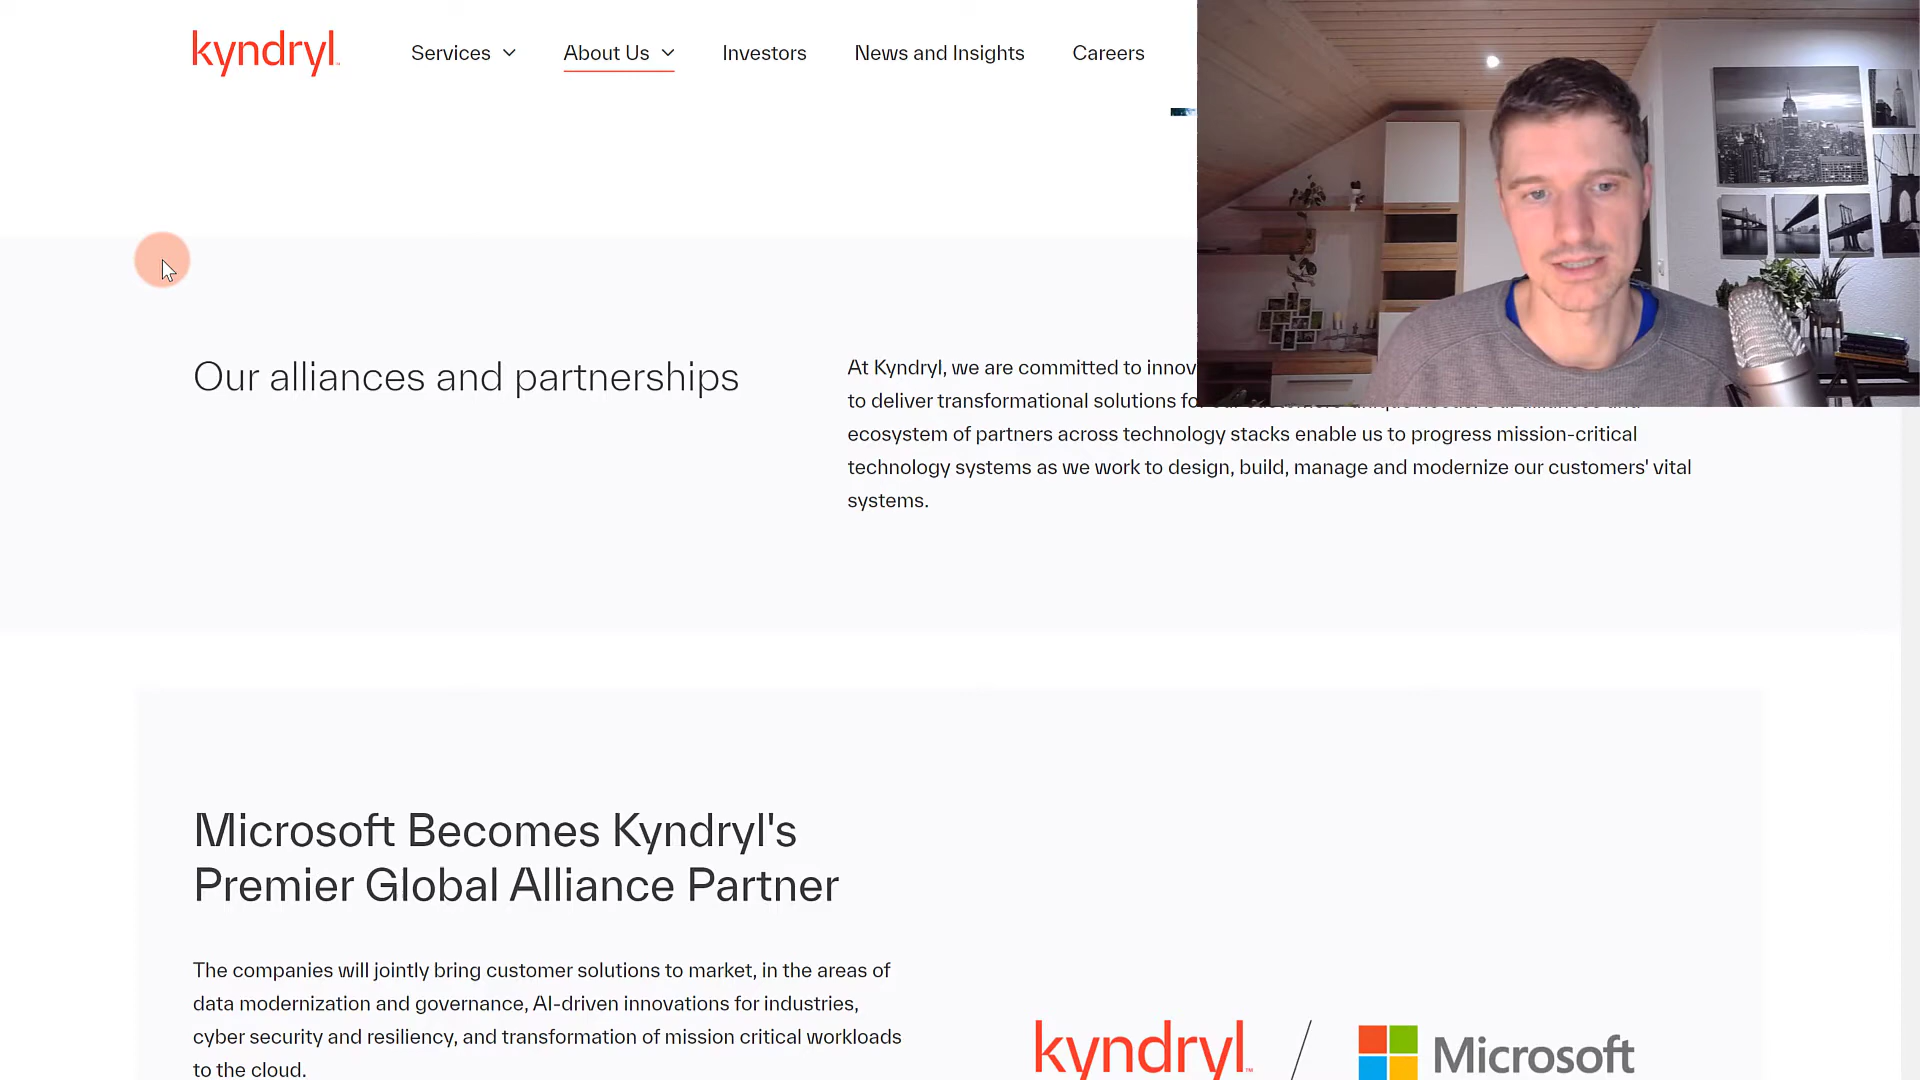 kyndryl
Services
About Us
Investors
News and Insights
Careers
Our alliances and partnerships
At Kyndryl, we are committed to innov
to deliver transformational solutions
ecosystem of partners across technology stacks enable us to progress mission-critical
technology systems as we work to design, build, manage and modernize our customers' vital
systems.
Microsoft Becomes Kyndryl's
Premier Global Alliance Partner
The companies will jointly bring customer solutions to market, in the areas of
data modernization and governance, AI-driven innovations for industries,
cyber security and resiliency, and transformation of mission critical workloads
to the cloud.
kyndryl / Microsoft